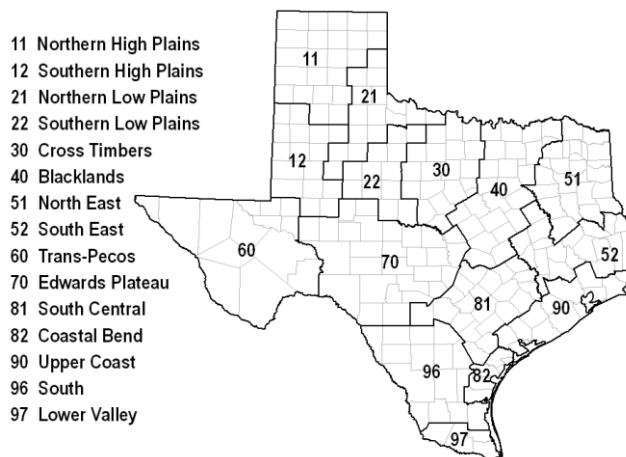 11 Northern High Plains
12 Southern High Plains
21 Northern Low Plains
22 Southern Low Plains
30 Cross Timbers
40 Blacklands
51 North East
52 South East
60 Trans-Pecos
70 Edwards Plateau
81 South Central
82 Coastal Bend
90 Upper Coast
96 South
97 Lower Valley
11
21
12
22
30
40
51
60
70
52
81
90
96
82
97